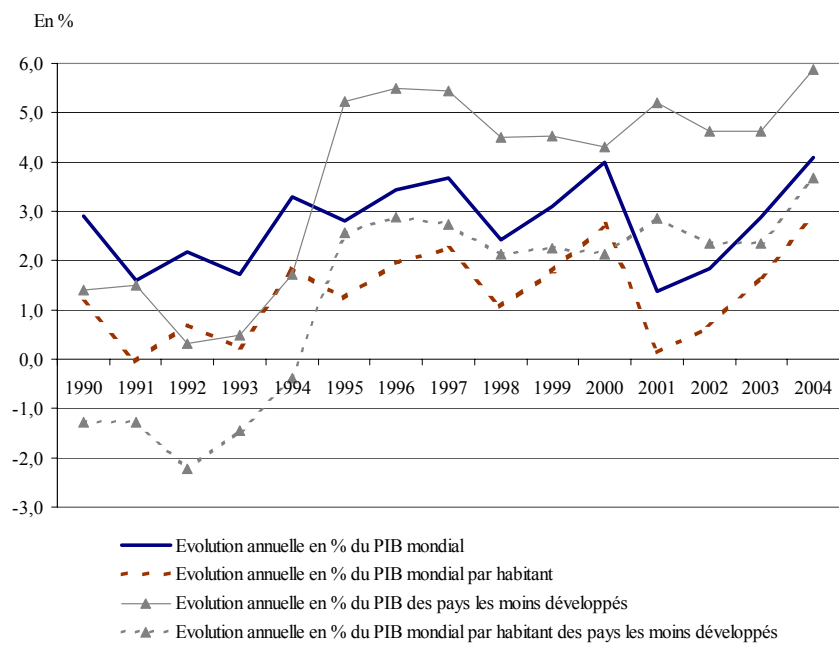 En %
6,0
5,0
4,0
3,0
2,0
1,0
0,0
1990 1991 1992 1993 1994 1995 1996 1997 1998 1999 2000 2001 2002 2003 2004
-1,0
-2,0
-3,0
Evolution annuelle en % du PIB mondial
Evolution annuelle en % du PIB mondial par habitant
Evolution annuelle en % du PIB des pays les moins développés
Evolution annuelle en % du PIB mondial par habitant des pays les moins développés